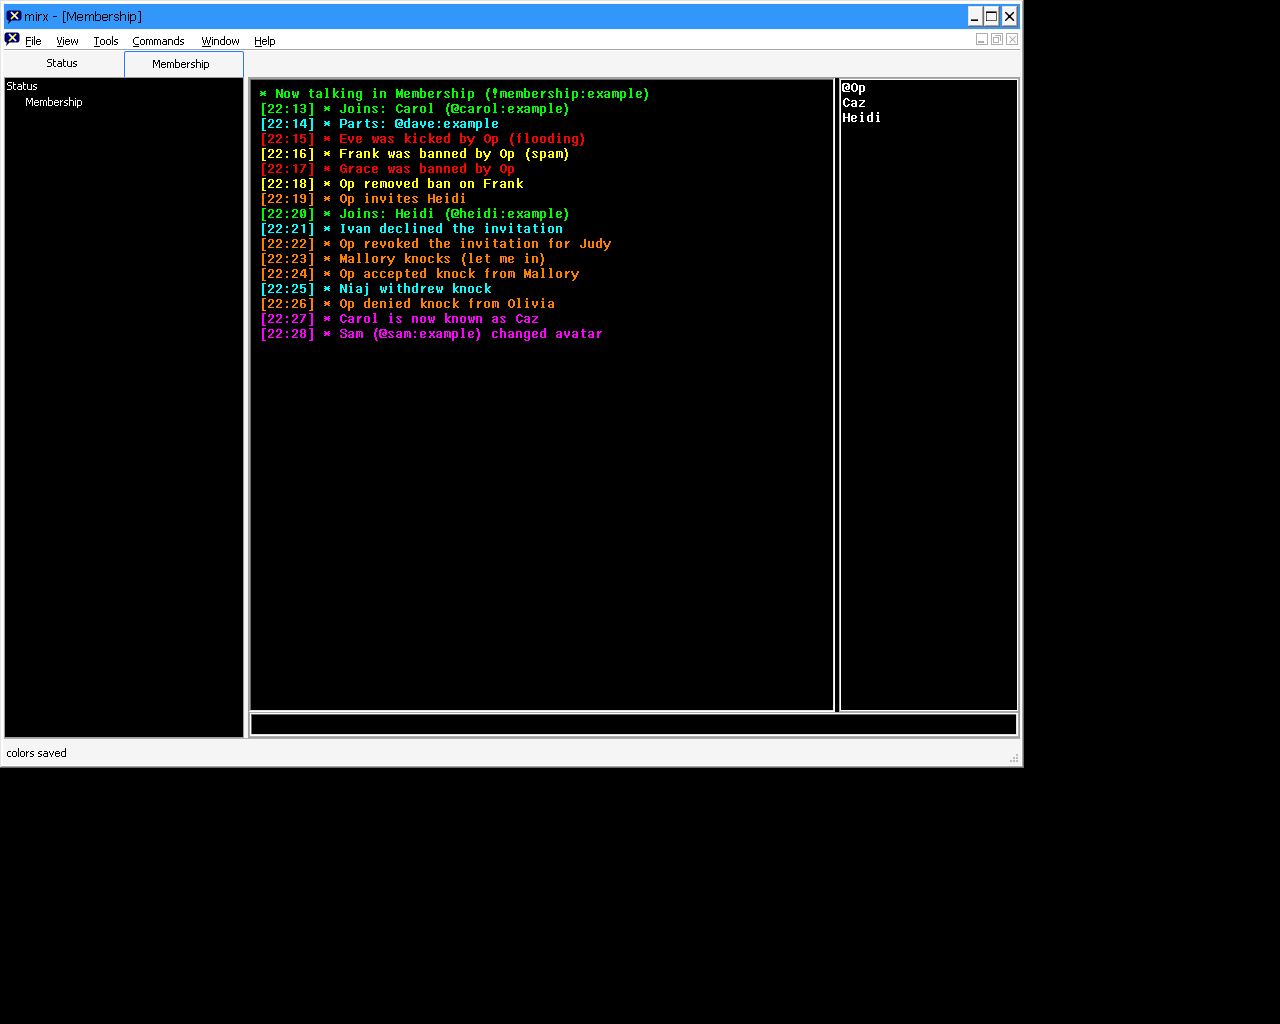 mirx - [Membership]
File View Tools Commands Window Help
Status Membership
Status
Membership
* Now talking in Membership (!membership:example)
[22:13] * Joins: Carol (@carol:example)
[22:14] * Parts: @dave:example
[22:15] * Eve was kicked by Op (flooding)
[22:16] * Frank was banned by Op (spam)
[22:17] * Grace was banned by Op
[22:18] * Op removed ban on Frank
[22:19] * Op invites Heidi
[22:20] * Joins: Heidi (@heidi:example)
[22:21] * Ivan declined the invitation
[22:22] * Op revoked the invitation for Judy
[22:23] * Mallory knocks (let me in)
[22:24] * Op accepted knock from Mallory
[22:25] * Niaj withdrew knock
[22:26] * Op denied knock from Olivia
[22:27] * Carol is now known as Caz
[22:28] * Sam (@sam:example) changed avatar
@Op
Caz
Heidi
colors saved